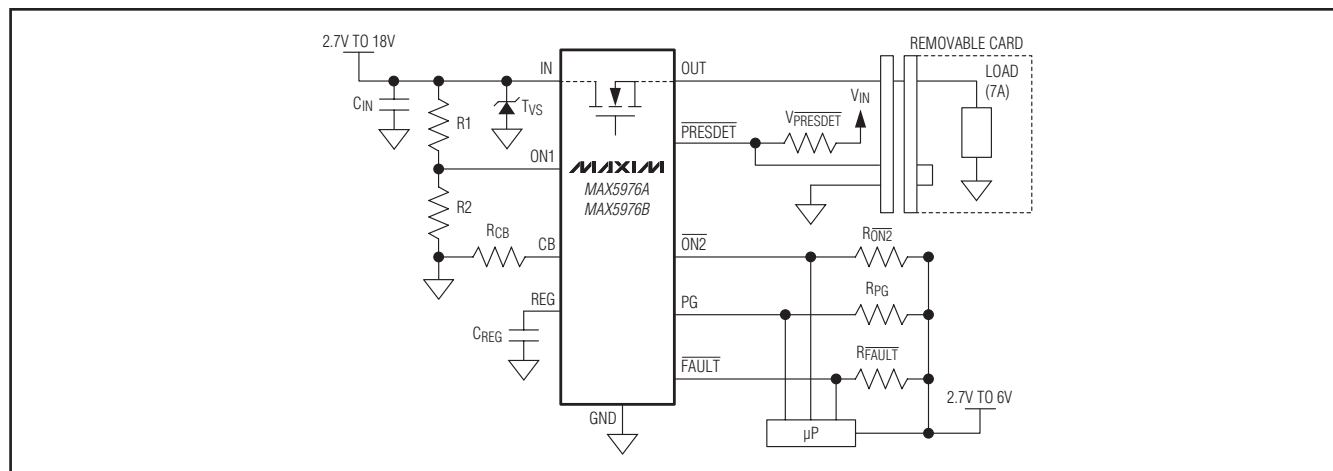 2.7V TO 18V
REMOVABLE CARD
IN
OUT
LOAD
(7A)
CIN
R1
TVS
VIN
PRESDET
VPRESDET
ON1
MAXIM
MAX5976A
MAX5976B
R2
RCB
CB
ON2
RON2
REG
PG
RPG
CREG
FAULT
RFAULT
2.7V TO 6V
GND
µP